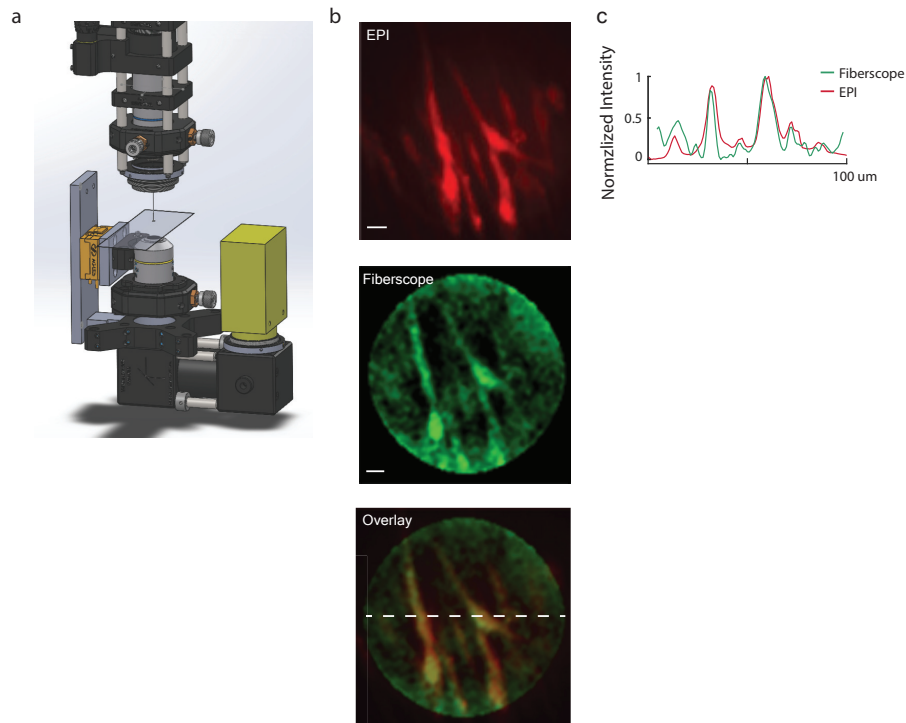 a
b
c
EPI
Fiberscope
Overlay
Normzlized Intensity
1
0.5
0
100 um
Fiberscope
EPI